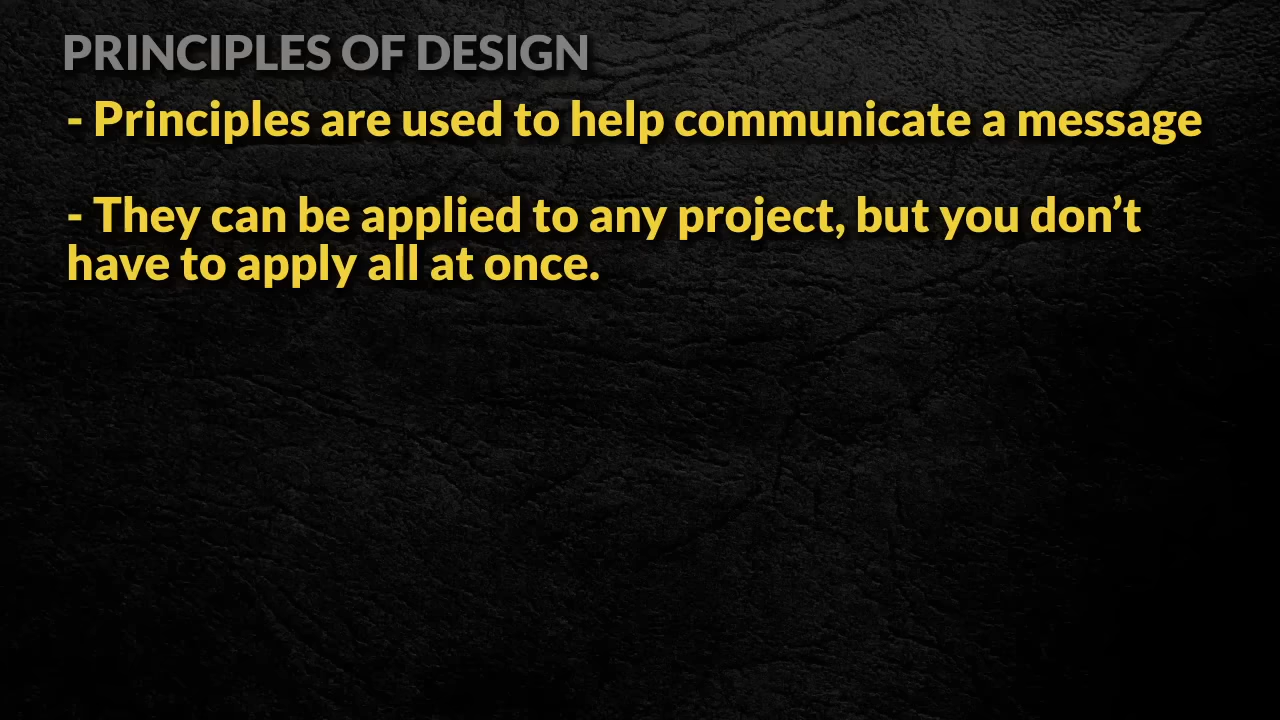 PRINCIPLES OF DESIGN
- Principles are used to help communicate a message
- They can be applied to any project, but you don’t
have to apply all at once.